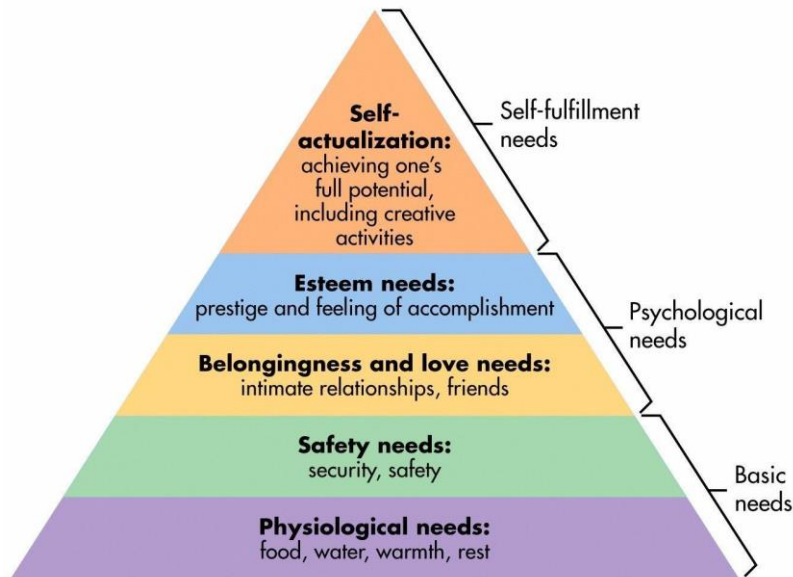 Self-
actualization:
achieving one's
full potential,
including creative
activities
Self-fulfillment
needs
Esteem needs:
prestige and feeling of accomplishment
Psychological
needs
Belongingness and love needs:
intimate relationships, friends
Safety needs:
security, safety
Basic
needs
Physiological needs:
food, water, warmth, rest